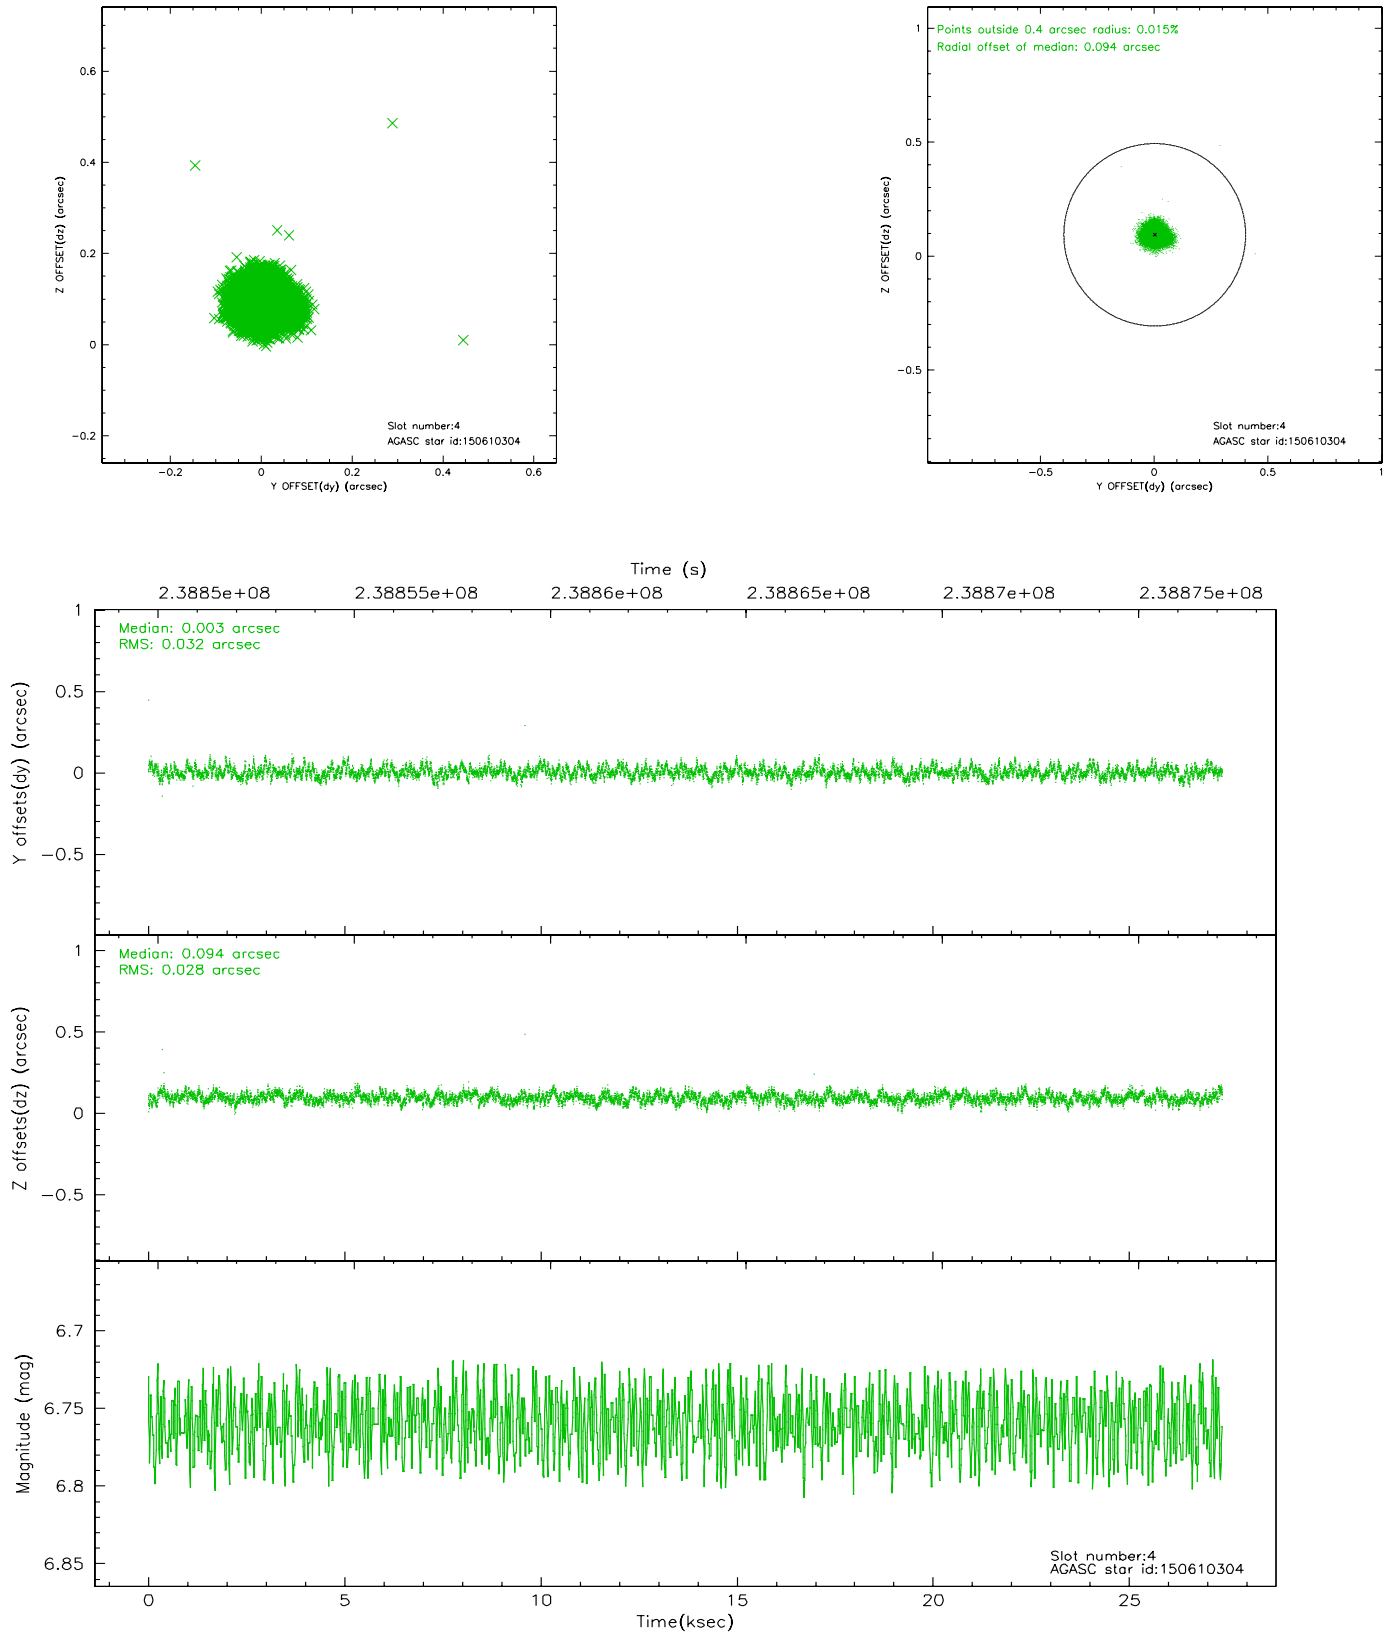 0.6
0.4
0.2
0
−0.2
Z OFFSET(dz) (arcsec)
Slot number:4
AGASC star id:150610304
−0.2 0 0.2 0.4 0.6
Y OFFSET(dy) (arcsec)
Points outside 0.4 arcsec radius: 0.015%
Radial offset of median: 0.094 arcsec
1
0.5
0
−0.5
Z OFFSET(dz) (arcsec)
Slot number:4
AGASC star id:150610304
−0.5 0 0.5 1
Y OFFSET(dy) (arcsec)
Time (s)
2.3885e+08 2.38855e+08 2.3886e+08 2.38865e+08 2.3887e+08 2.38875e+08
Median: 0.003 arcsec
RMS: 0.032 arcsec
1
0.5
0
−0.5
Y offsets(dy) (arcsec)
Median: 0.094 arcsec
RMS: 0.028 arcsec
1
0.5
0
−0.5
Z offsets(dz) (arcsec)
6.7
6.75
6.8
6.85
Magnitude (mag)
Slot number:4
AGASC star id:150610304
0 5 10 15 20 25
Time(ksec)